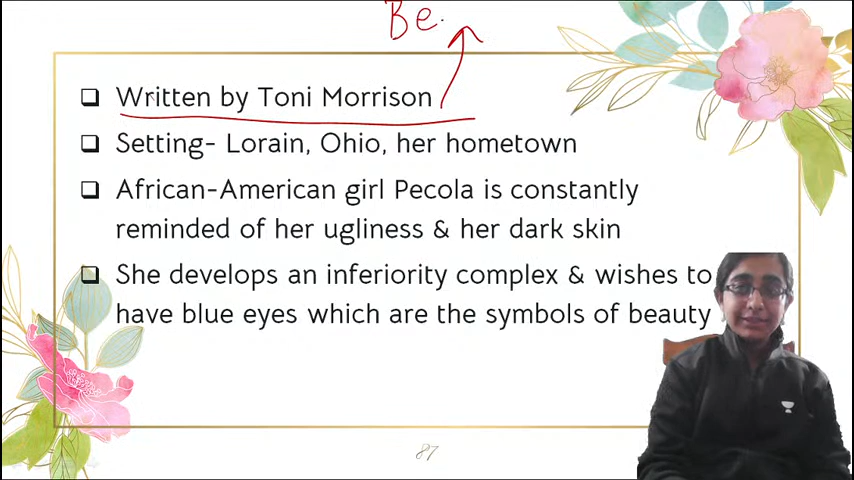 Be.
Written by Toni Morrison
Setting- Lorain, Ohio, her hometown
African-American girl Pecola is constantly
reminded of her ugliness & her dark skin
She develops an inferiority complex & wishes to
have blue eyes which are the symbols of beauty
87